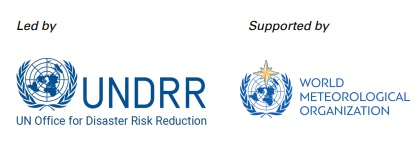 Led by
Supported by
UNDRR
UN Office for Disaster Risk Reduction
WORLD
METEOROLOGICAL
ORGANIZATION